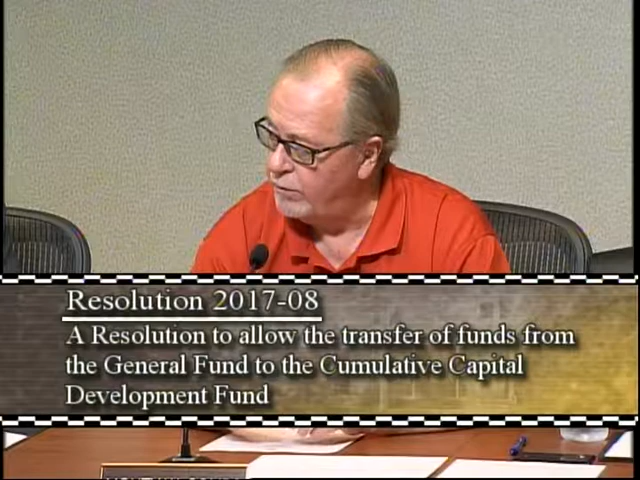 Resolution 2017-08
A Resolution to allow the transfer of funds from
the General Fund to the Cumulative Capital
Development Fund